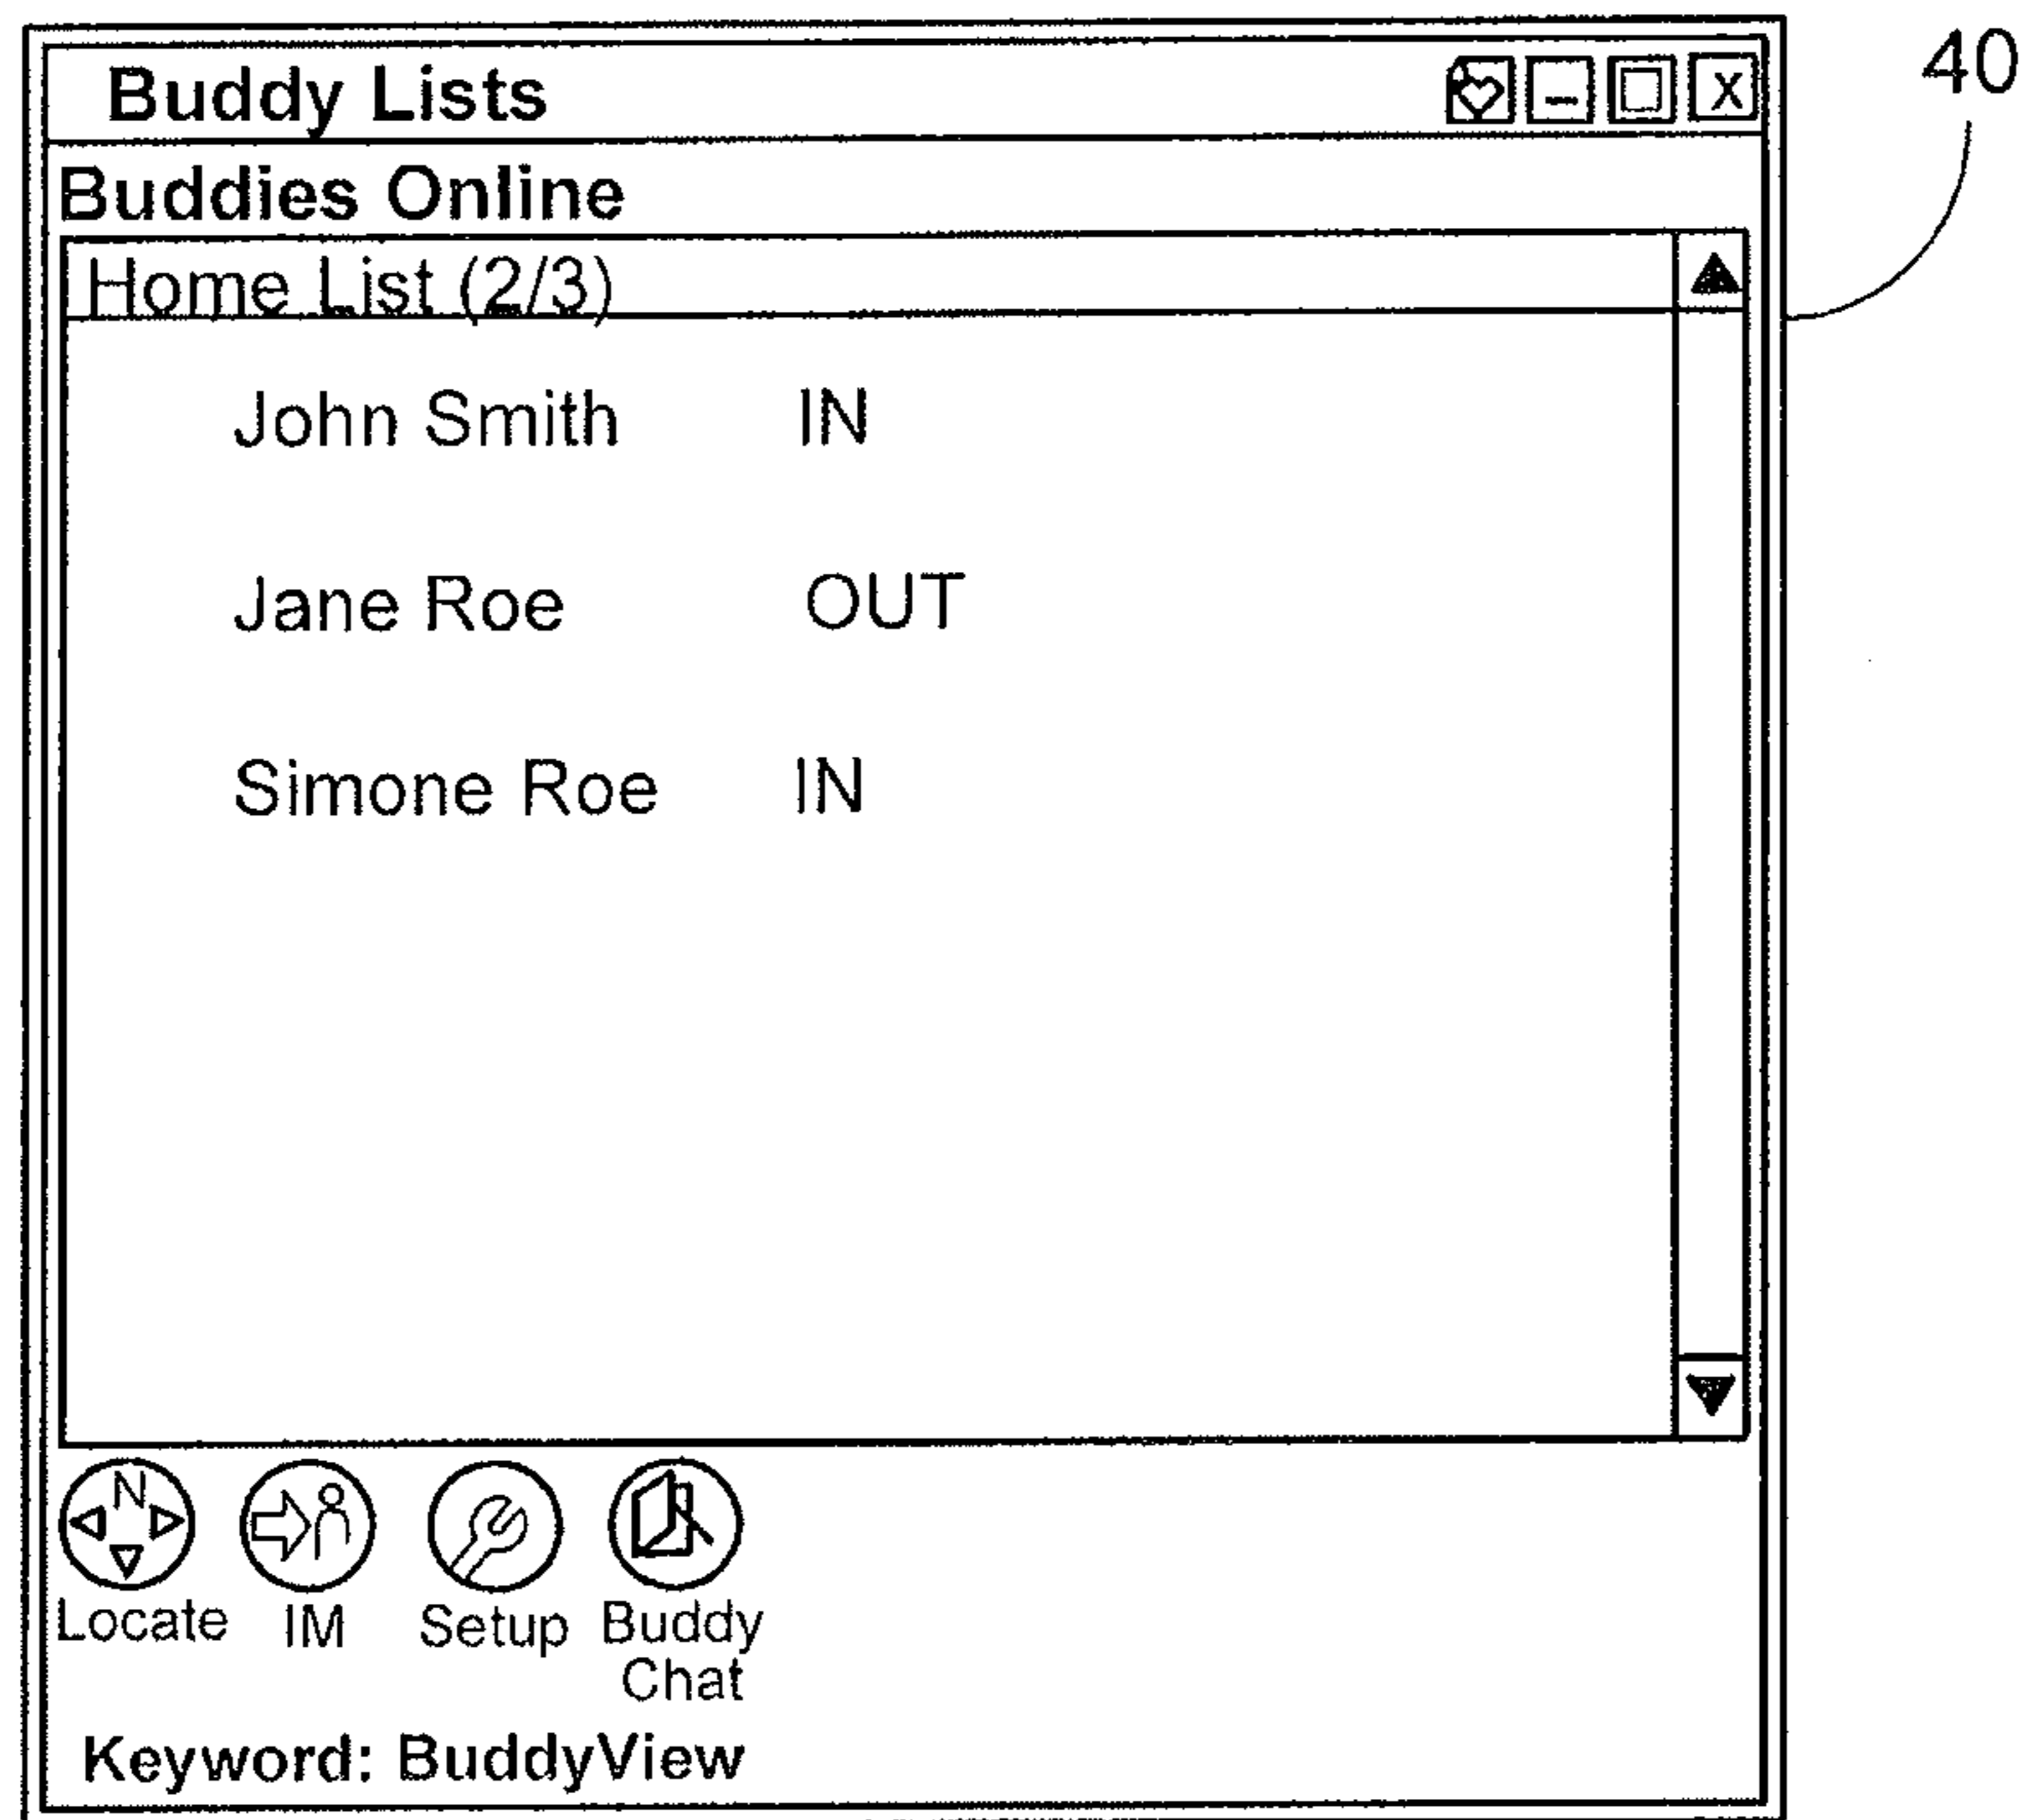 Buddy Lists X
40
Buddies Online
Home List (2/3)
John Smith IN
Jane Roe OUT
Simone Roe IN
N
Locate IM Setup Buddy Chat
Keyword: BuddyView